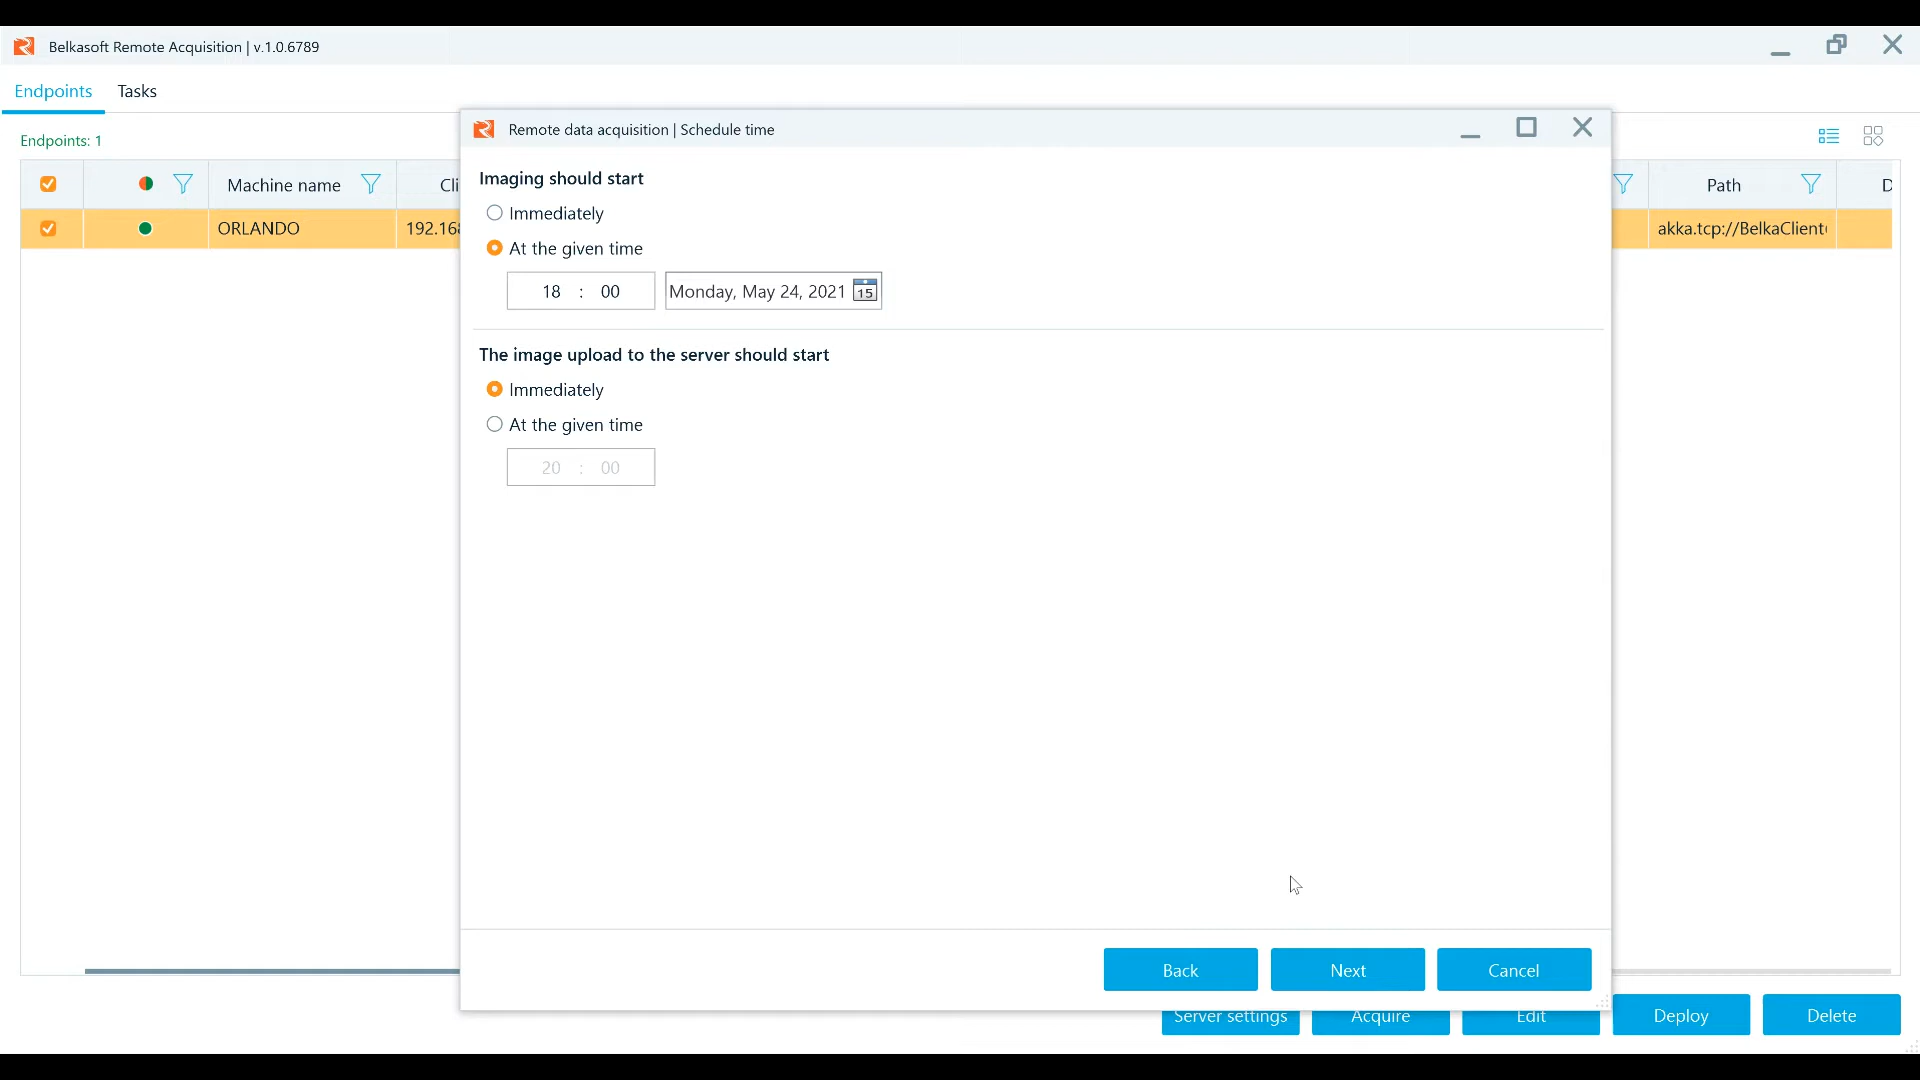 Belkasoft Remote Acquisition | v.1.0.6789
Endpoints Tasks
Endpoints: 1
Machine name Cli Path D
ORLANDO 192.168 akka.tcp://BelkaClient
Remote data acquisition | Schedule time
Imaging should start
Immediately
At the given time
18 : 00 Monday, May 24, 2021 15
The image upload to the server should start
Immediately
At the given time
20 : 00
Back Next Cancel
Server settings Acquire Edit Deploy Delete